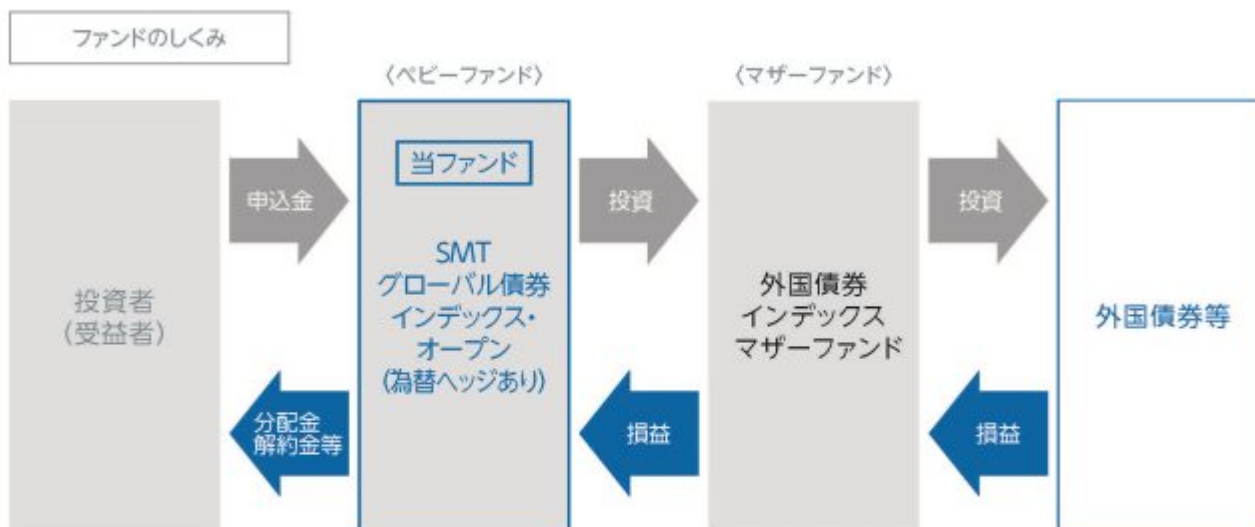 ファンドのしくみ
〈ベビーファンド〉
〈マザーファンド〉
投資者
(受益者)
申込金
分配金
解約金等
当ファンド
SMT
グローバル債券
インデックス・
オープン
(為替ヘッジあり)
投資
損益
外国債券
インデックス
マザーファンド
投資
損益
外国債券等